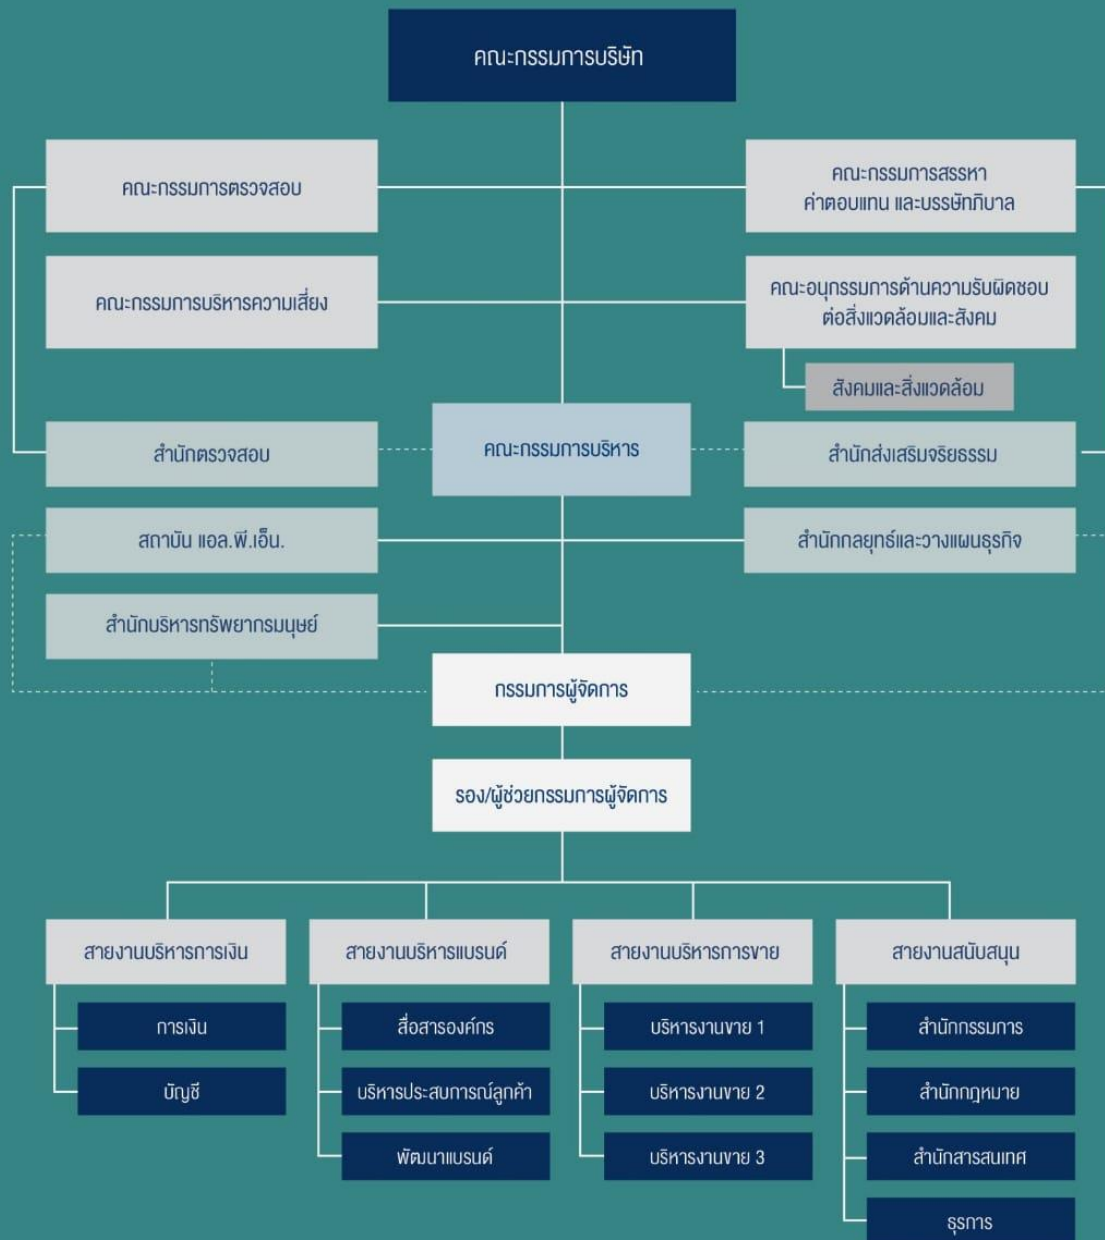 คณะกรรมการบริษัท
คณะกรรมการตรวจสอบ
คณะกรรมการสรรหา
ค่าตอบแทน และบรรษัทภิบาล
คณะกรรมการบริหารความเสี่ยง
คณะอนุกรรมการด้านความรับผิดชอบ
ต่อสิ่งแวดล้อมและสังคม
สังคมและสิ่งแวดล้อม
สำนักตรวจสอบ
คณะกรรมการบริหาร
สำนักส่งเสริมจริยธรรม
สถาบัน แอล.พี.เอ็น.
สำนักกลยุทธ์และวางแผนธุรกิจ
สำนักบริหารทรัพยากรมนุษย์
กรรมการผู้จัดการ
รอง/ผู้ช่วยกรรมการผู้จัดการ
สายงานบริหารการเงิน
การเงิน
บัญชี
สายงานบริหารแบรนด์
สื่อสารองค์กร
บริหารประสบการณ์ลูกค้า
พัฒนาแบรนด์
สายงานบริหารการขาย
บริหารงานขาย 1
บริหารงานขาย 2
บริหารงานขาย 3
สายงานสนับสนุน
สำนักกรรมการ
สำนักกฎหมาย
สำนักสารสนเทศ
ธุรการ